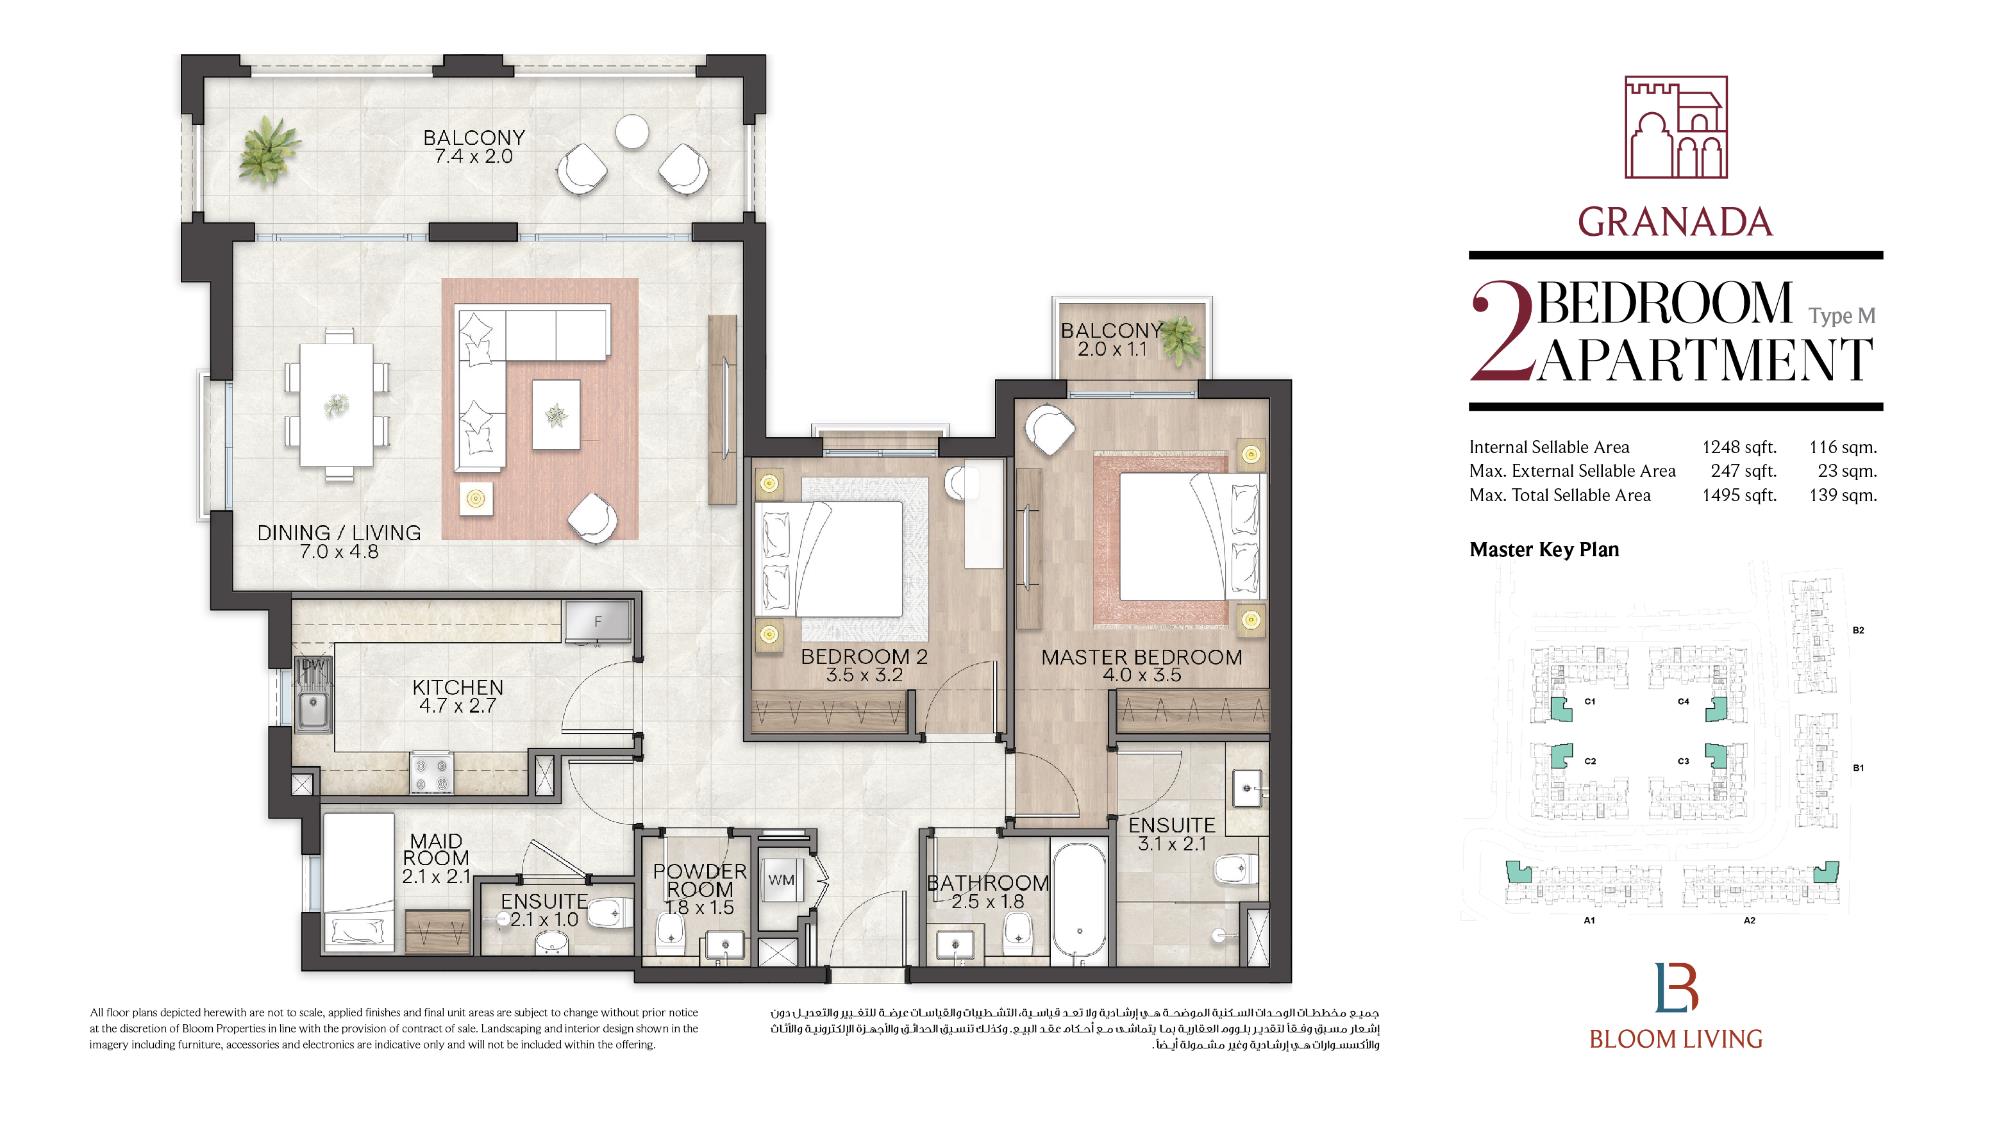 BALCONY
7.4 x 2.0
BALCONY
2.0 x 1.1
DINING / LIVING
7.0 x 4.8
F
DW
KITCHEN
4.7 x 2.7
BEDROOM 2
3.5 x 3.2
MASTER BEDROOM
4.0 x 3.5
MAID
ROOM
2.1 x 2.1
ENSUITE
2.1 x 1.0
POWDER
ROOM
1.8 x 1.5
WM
BATHROOM
2.5 x 1.8
ENSUITE
3.1 x 2.1
All floor plans depicted herewith are not to scale, applied finishes and final unit areas are subject to change without prior notice
at the discretion of Bloom Properties in line with the provision of contract of sale. Landscaping and interior design shown in the
imagery including furniture, accessories and electronics are indicative only and will not be included within the offering.
جميع مخططات الوحدات السكنية الموضحة هي إرشادية ولا تعد قياسية، التشطيبات والقياسات عرضة للتغيير والتعديل دون
إشعار مسبق وفقاً لتقدير بلووم العقارية بما يتماشى مع أحكام عقد البيع. وكذلك تنسيق الحدائق والأجهزة الإلكترونية والأثاث
والأكسسوارات هي إرشادية وغير مشمولة أيضاً.
GRANADA
2 BEDROOM Type M
APARTMENT
Internal Sellable Area 1248 sqft. 116 sqm.
Max. External Sellable Area 247 sqft. 23 sqm.
Max. Total Sellable Area 1495 sqft. 139 sqm.
Master Key Plan
B2
C1 C4
C2 C3
B1
A1 A2
BLOOM LIVING